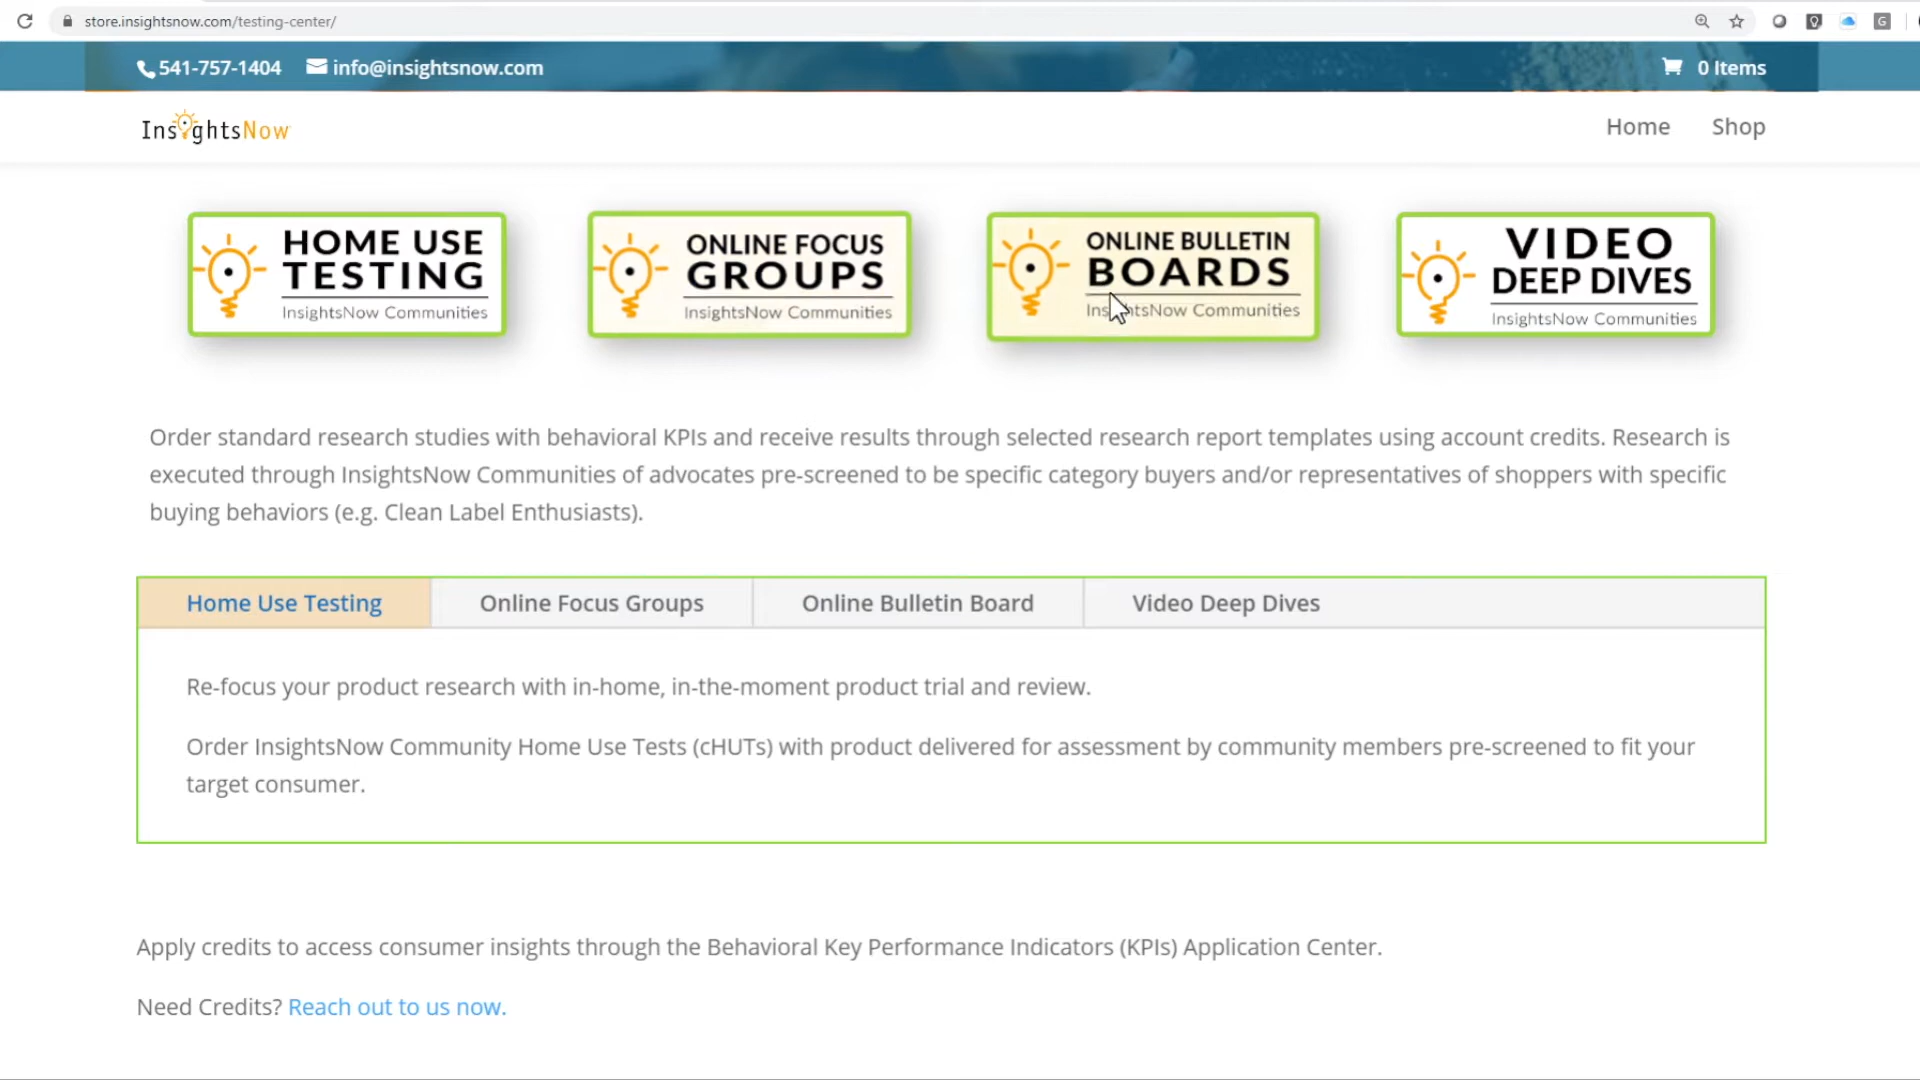 store.insightsnow.com/testing-center/
541-757-1404 info@insightsnow.com 0 Items
InsightsNow Home Shop
HOME USE
TESTING
InsightsNow Communities
ONLINE FOCUS
GROUPS
InsightsNow Communities
ONLINE BULLETIN
BOARDS
InsightsNow Communities
VIDEO
DEEP DIVES
InsightsNow Communities
Order standard research studies with behavioral KPIs and receive results through selected research report templates using account credits. Research is
executed through InsightsNow Communities of advocates pre-screened to be specific category buyers and/or representatives of shoppers with specific
buying behaviors (e.g. Clean Label Enthusiasts).
Home Use Testing Online Focus Groups Online Bulletin Board Video Deep Dives
Re-focus your product research with in-home, in-the-moment product trial and review.
Order InsightsNow Community Home Use Tests (cHUTs) with product delivered for assessment by community members pre-screened to fit your
target consumer.
Apply credits to access consumer insights through the Behavioral Key Performance Indicators (KPIs) Application Center.
Need Credits? Reach out to us now.